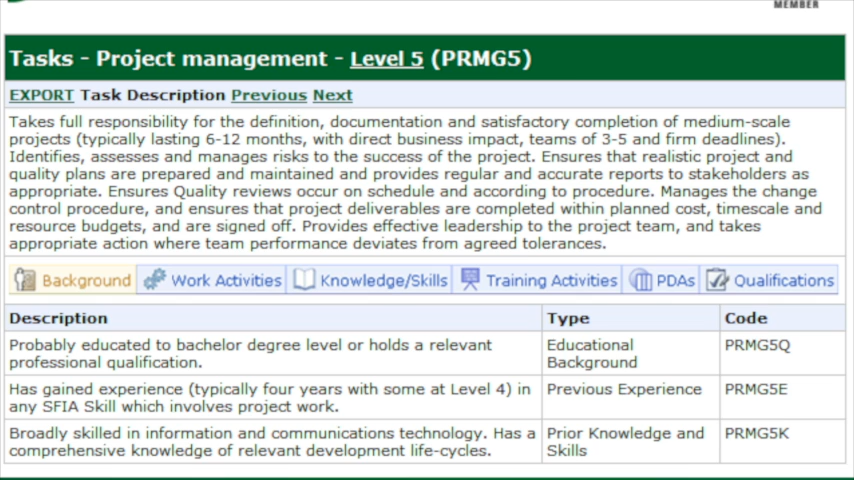 MEMBER
Tasks - Project management - Level 5 (PRMG5)
EXPORT Task Description Previous Next
Takes full responsibility for the definition, documentation and satisfactory completion of medium-scale
projects (typically lasting 6-12 months, with direct business impact, teams of 3-5 and firm deadlines).
Identifies, assesses and manages risks to the success of the project. Ensures that realistic project and
quality plans are prepared and maintained and provides regular and accurate reports to stakeholders as
appropriate. Ensures Quality reviews occur on schedule and according to procedure. Manages the change
control procedure, and ensures that project deliverables are completed within planned cost, timescale and
resource budgets, and are signed off. Provides effective leadership to the project team, and takes
appropriate action where team performance deviates from agreed tolerances.
Background Work Activities Knowledge/Skills Training Activities PDAs Qualifications
Description Type Code
Probably educated to bachelor degree level or holds a relevant Educational PRMG5Q
professional qualification. Background
Has gained experience (typically four years with some at Level 4) in Previous Experience PRMG5E
any SFIA Skill which involves project work.
Broadly skilled in information and communications technology. Has a Prior Knowledge and PRMG5K
comprehensive knowledge of relevant development life-cycles. Skills